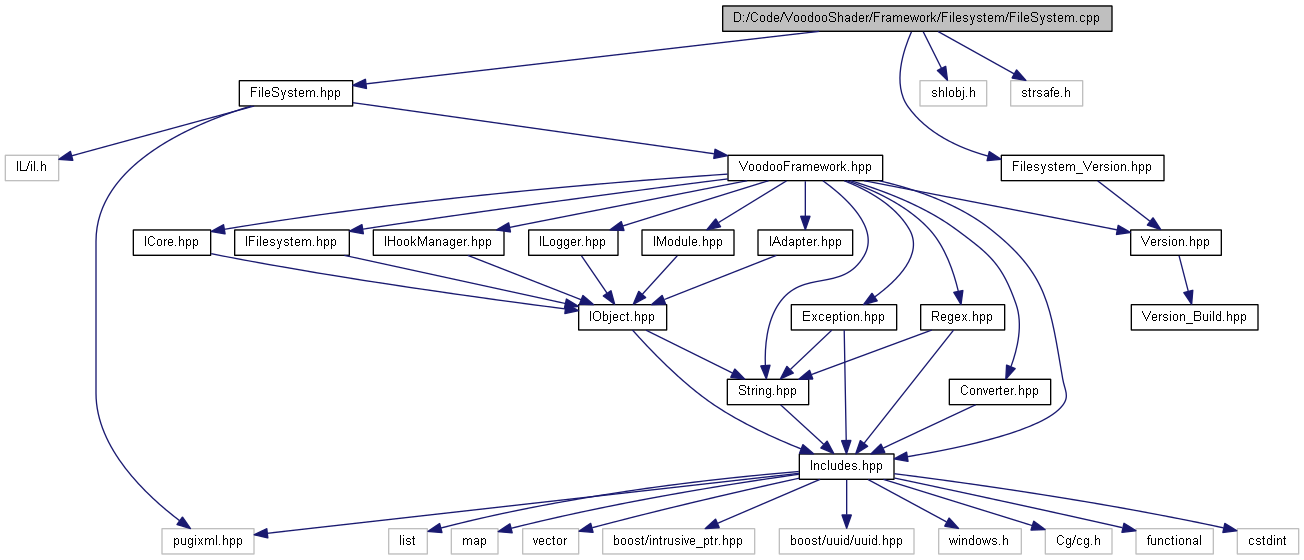 D:/Code/VoodooShader/Framework/Filesystem/FileSystem.cpp
FileSystem.hpp
shlobj.h
strsafe.h
IL/il.h
VoodooFramework.hpp
Filesystem_Version.hpp
ICore.hpp
IFilesystem.hpp
IHookManager.hpp
ILogger.hpp
IModule.hpp
IAdapter.hpp
Version.hpp
IObject.hpp
Exception.hpp
Regex.hpp
Version_Build.hpp
String.hpp
Converter.hpp
Includes.hpp
pugixml.hpp
list
map
vector
boost/intrusive_ptr.hpp
boost/uuid/uuid.hpp
windows.h
Cg/cg.h
functional
cstdint